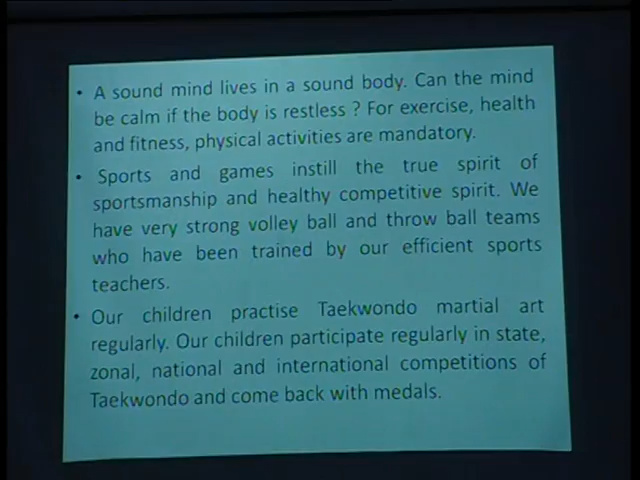 • A sound mind lives in a sound body. Can the mind
be calm if the body is restless ? For exercise, health
and fitness, physical activities are mandatory.
• Sports and games instill the true spirit of
sportsmanship and healthy competitive spirit. We
have very strong volley ball and throw ball teams
who have been trained by our efficient sports
teachers.
• Our children practise Taekwondo martial art
regularly. Our children participate regularly in state,
zonal, national and international competitions of
Taekwondo and come back with medals.